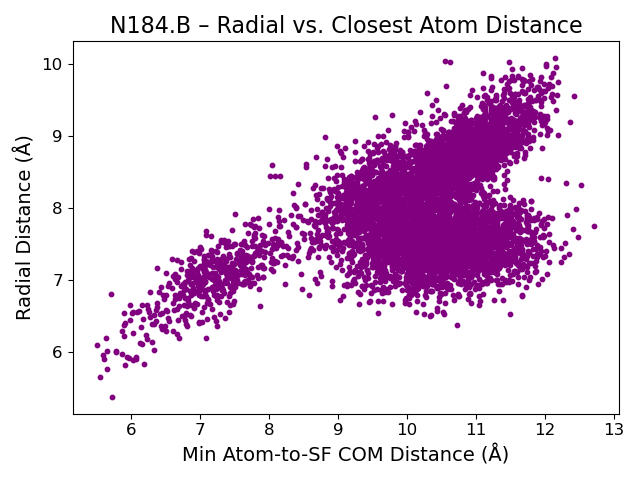 N184.B – Radial vs. Closest Atom Distance
Radial Distance (Å)
10
9
8
7
6
6 7 8 9 10 11 12 13
Min Atom-to-SF COM Distance (Å)